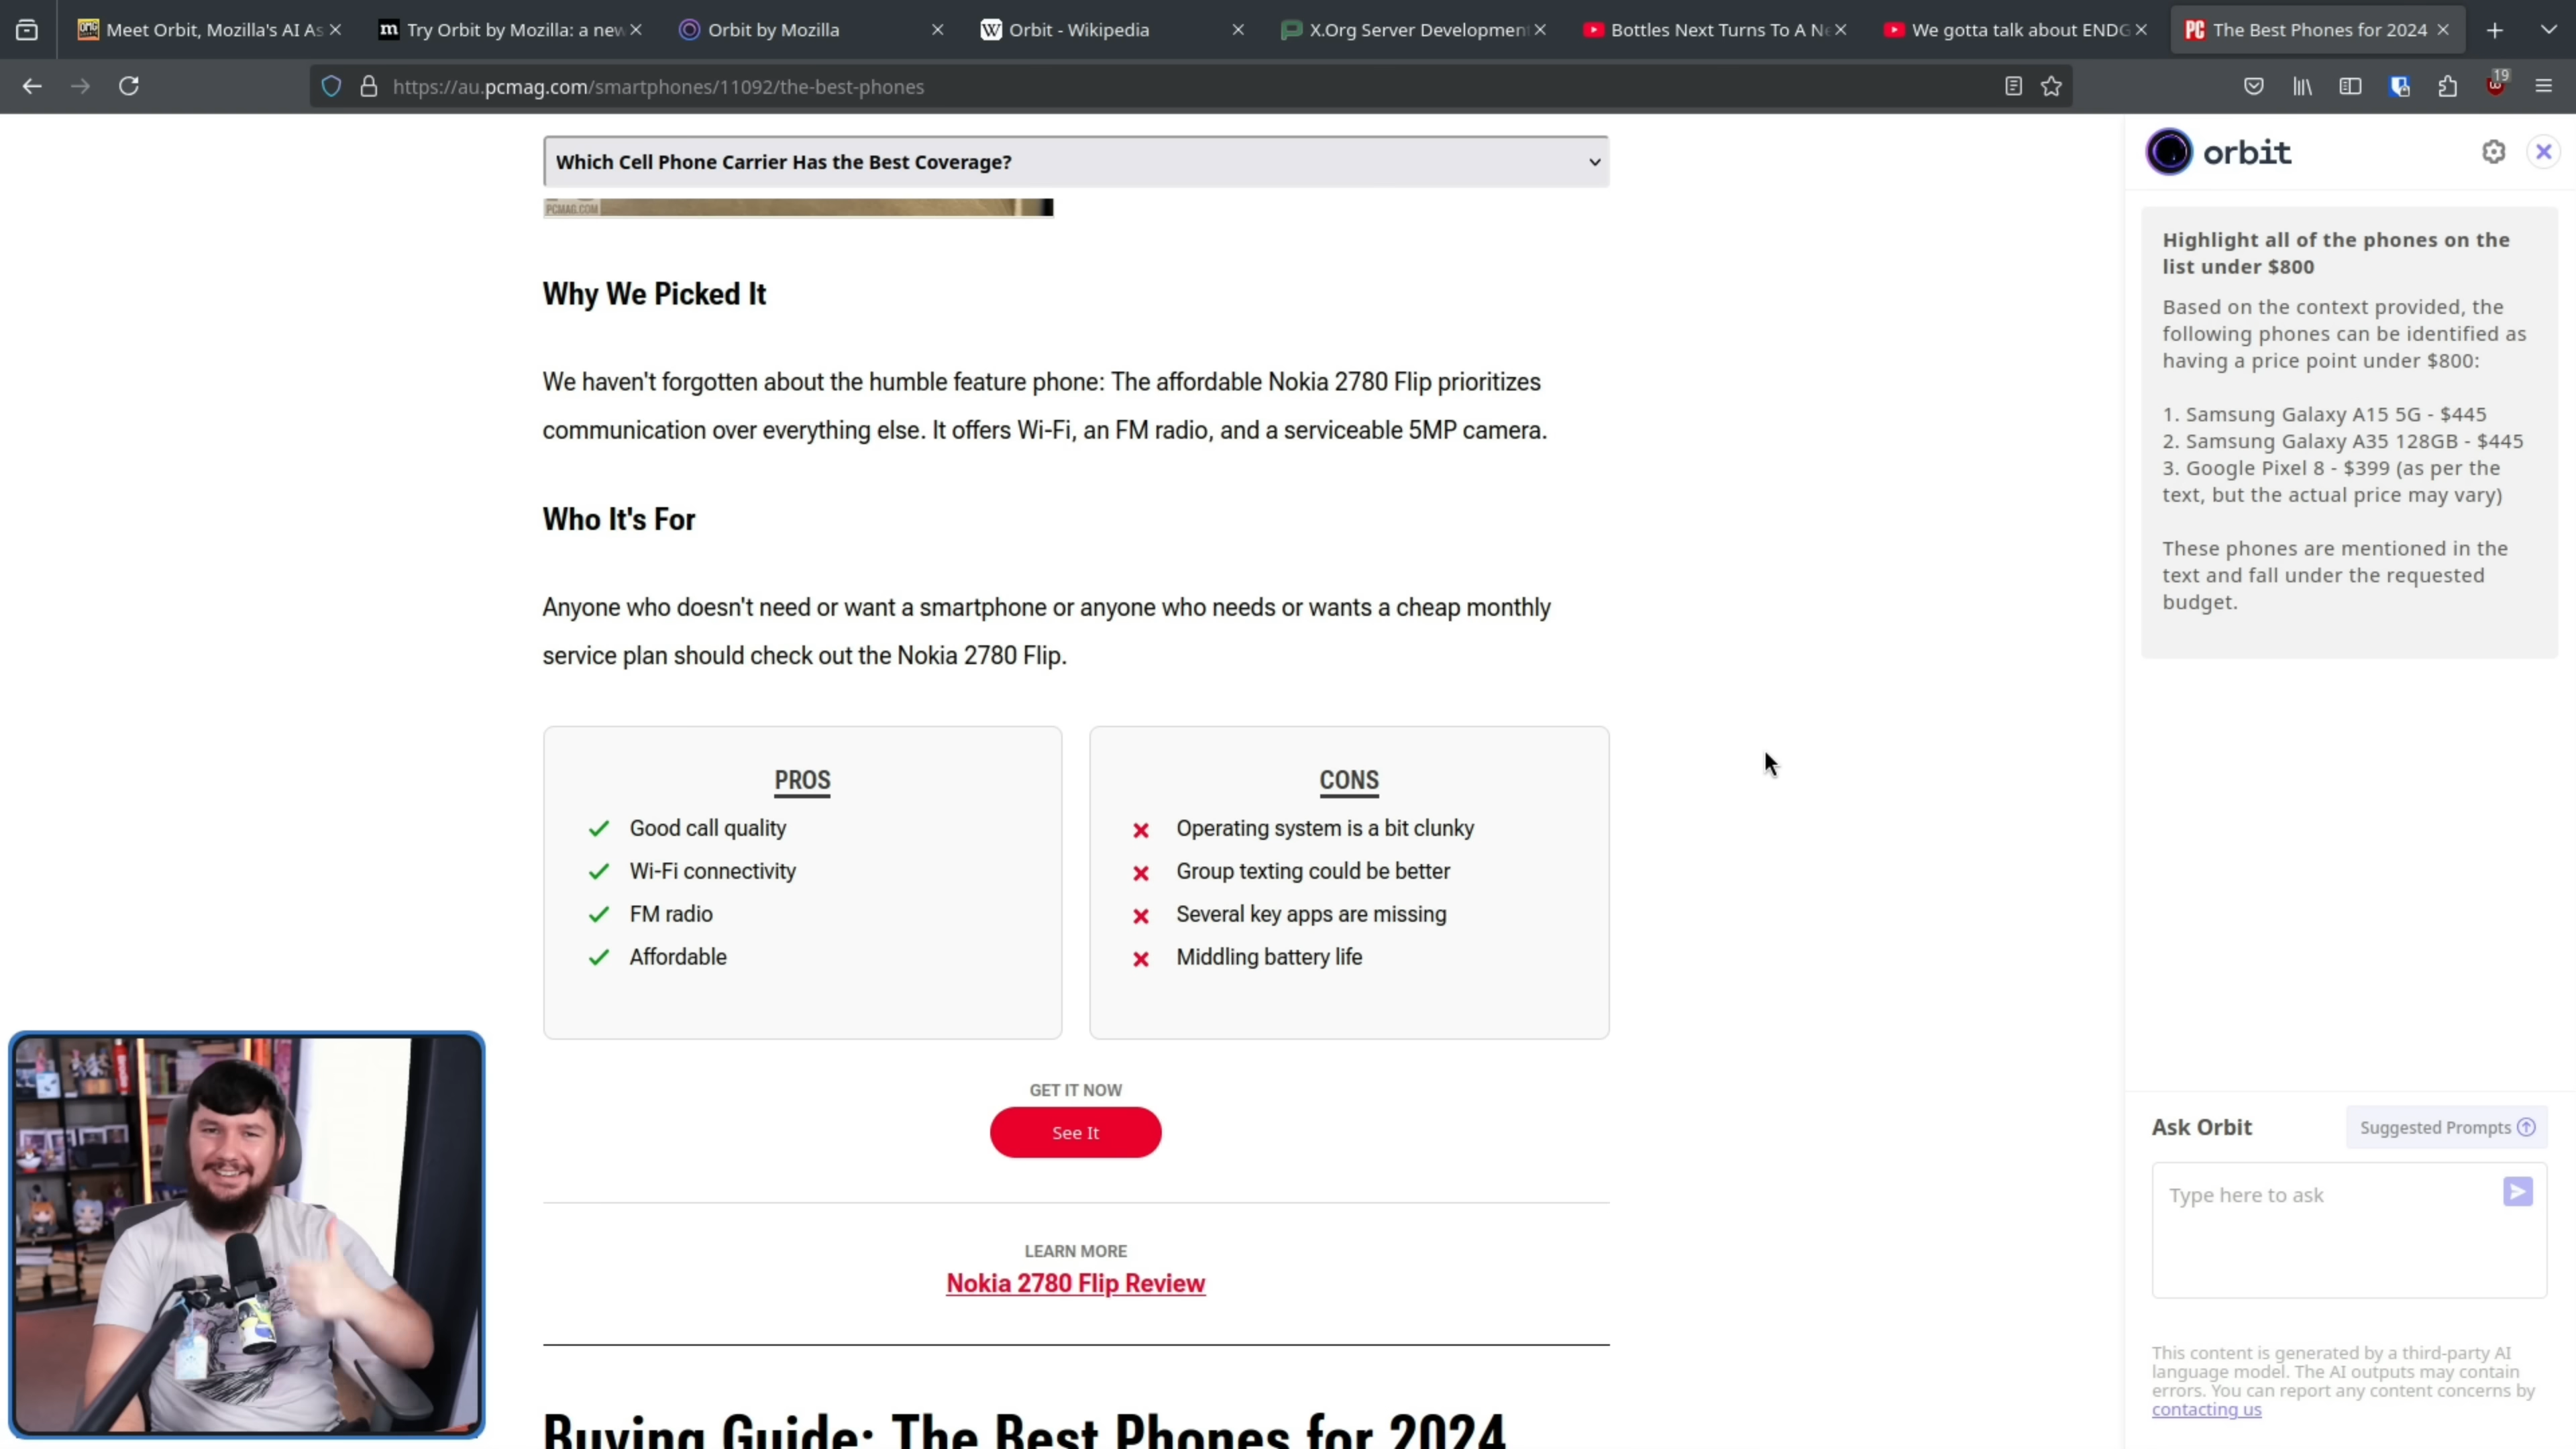 Meet Orbit, Mozilla's AI As
Try Orbit by Mozilla: a new
Orbit by Mozilla
Orbit - Wikipedia
X.Org Server Development
Bottles Next Turns To A Ne
We gotta talk about ENDG
The Best Phones for 2024
https://au.pcmag.com/smartphones/11092/the-best-phones
19
Which Cell Phone Carrier Has the Best Coverage?
PCMAG.COM
Why We Picked It
We haven't forgotten about the humble feature phone: The affordable Nokia 2780 Flip prioritizes
communication over everything else. It offers Wi-Fi, an FM radio, and a serviceable 5MP camera.
Who It's For
Anyone who doesn't need or want a smartphone or anyone who needs or wants a cheap monthly
service plan should check out the Nokia 2780 Flip.
PROS
Good call quality
Wi-Fi connectivity
FM radio
Affordable
CONS
Operating system is a bit clunky
Group texting could be better
Several key apps are missing
Middling battery life
GET IT NOW
See It
LEARN MORE
Nokia 2780 Flip Review
Buying Guide: The Best Phones for 2024
orbit
Highlight all of the phones on the
list under $800
Based on the context provided, the
following phones can be identified as
having a price point under $800:
1. Samsung Galaxy A15 5G - $445
2. Samsung Galaxy A35 128GB - $445
3. Google Pixel 8 - $399 (as per the
text, but the actual price may vary)
These phones are mentioned in the
text and fall under the requested
budget.
Ask Orbit
Suggested Prompts
Type here to ask
This content is generated by a third-party AI
language model. The AI outputs may contain
errors. You can report any content concerns by
contacting us